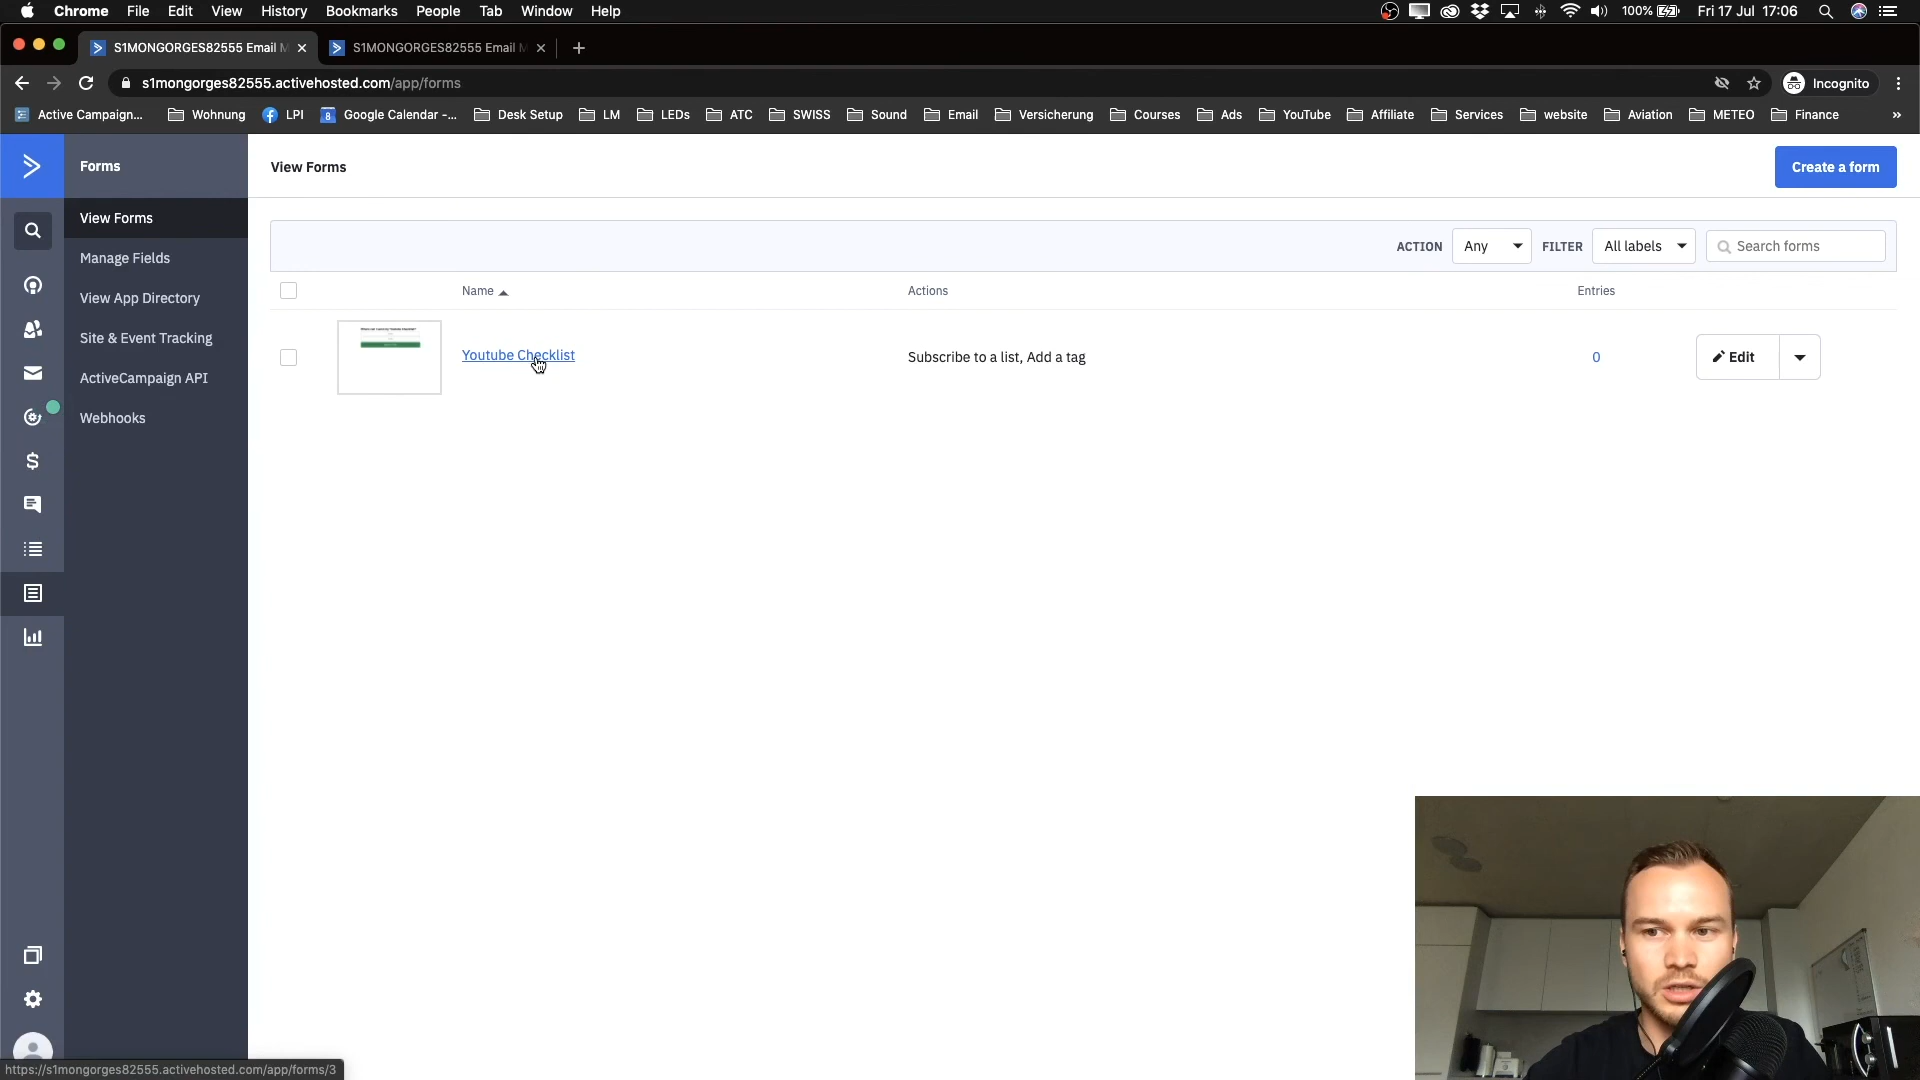 Chrome File Edit View History Bookmarks People Tab Window Help 100% Fri 17 Jul 17:06
S1MONGORGES82555 Email M S1MONGORGES82555 Email M
s1mongorges82555.activehosted.com/app/forms Incognito
Active Campaign... Wohnung LPI Google Calendar -... Desk Setup LM LEDs ATC SWISS Sound Email Versicherung Courses Ads YouTube Affiliate Services website Aviation METEO Finance »
Forms
View Forms
Manage Fields
View App Directory
Site & Event Tracking
ActiveCampaign API
Webhooks
View Forms
Create a form
ACTION Any FILTER All labels Search forms
Name Actions Entries
Youtube Checklist Subscribe to a list, Add a tag 0 Edit
https://s1mongorges82555.activehosted.com/app/forms/3